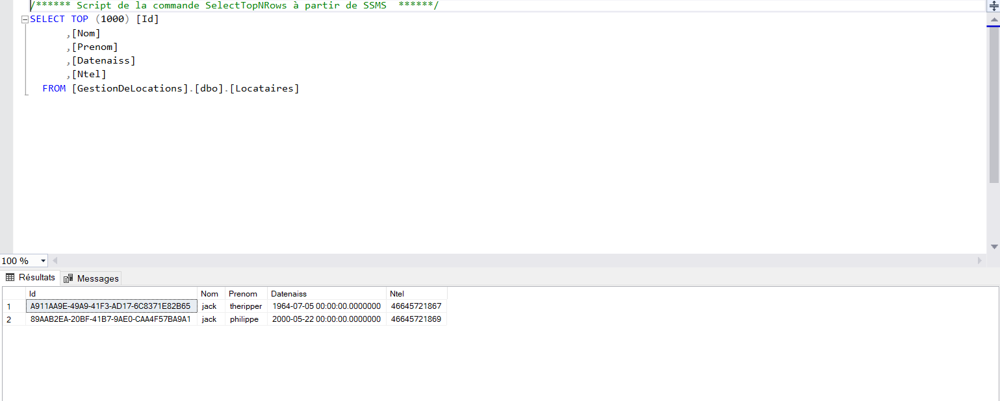 /****** Script de la commande SelectTopNRows à partir de SSMS  ******/
SELECT TOP (1000) [Id]
,[Nom]
,[Prenom]
,[Datenaiss]
,[Ntel]
FROM [GestionDeLocations].[dbo].[Locataires]
100 %
Résultats Messages
Id Nom Prenom Datenaiss Ntel
1 A911AA9E-49A9-41F3-AD17-6C8371E82B65 jack theripper 1964-07-05 00:00:00.0000000 46645721867
2 89AAB2EA-20BF-41B7-9AE0-CAA4F57BA9A1 jack philippe 2000-05-22 00:00:00.0000000 46645721869